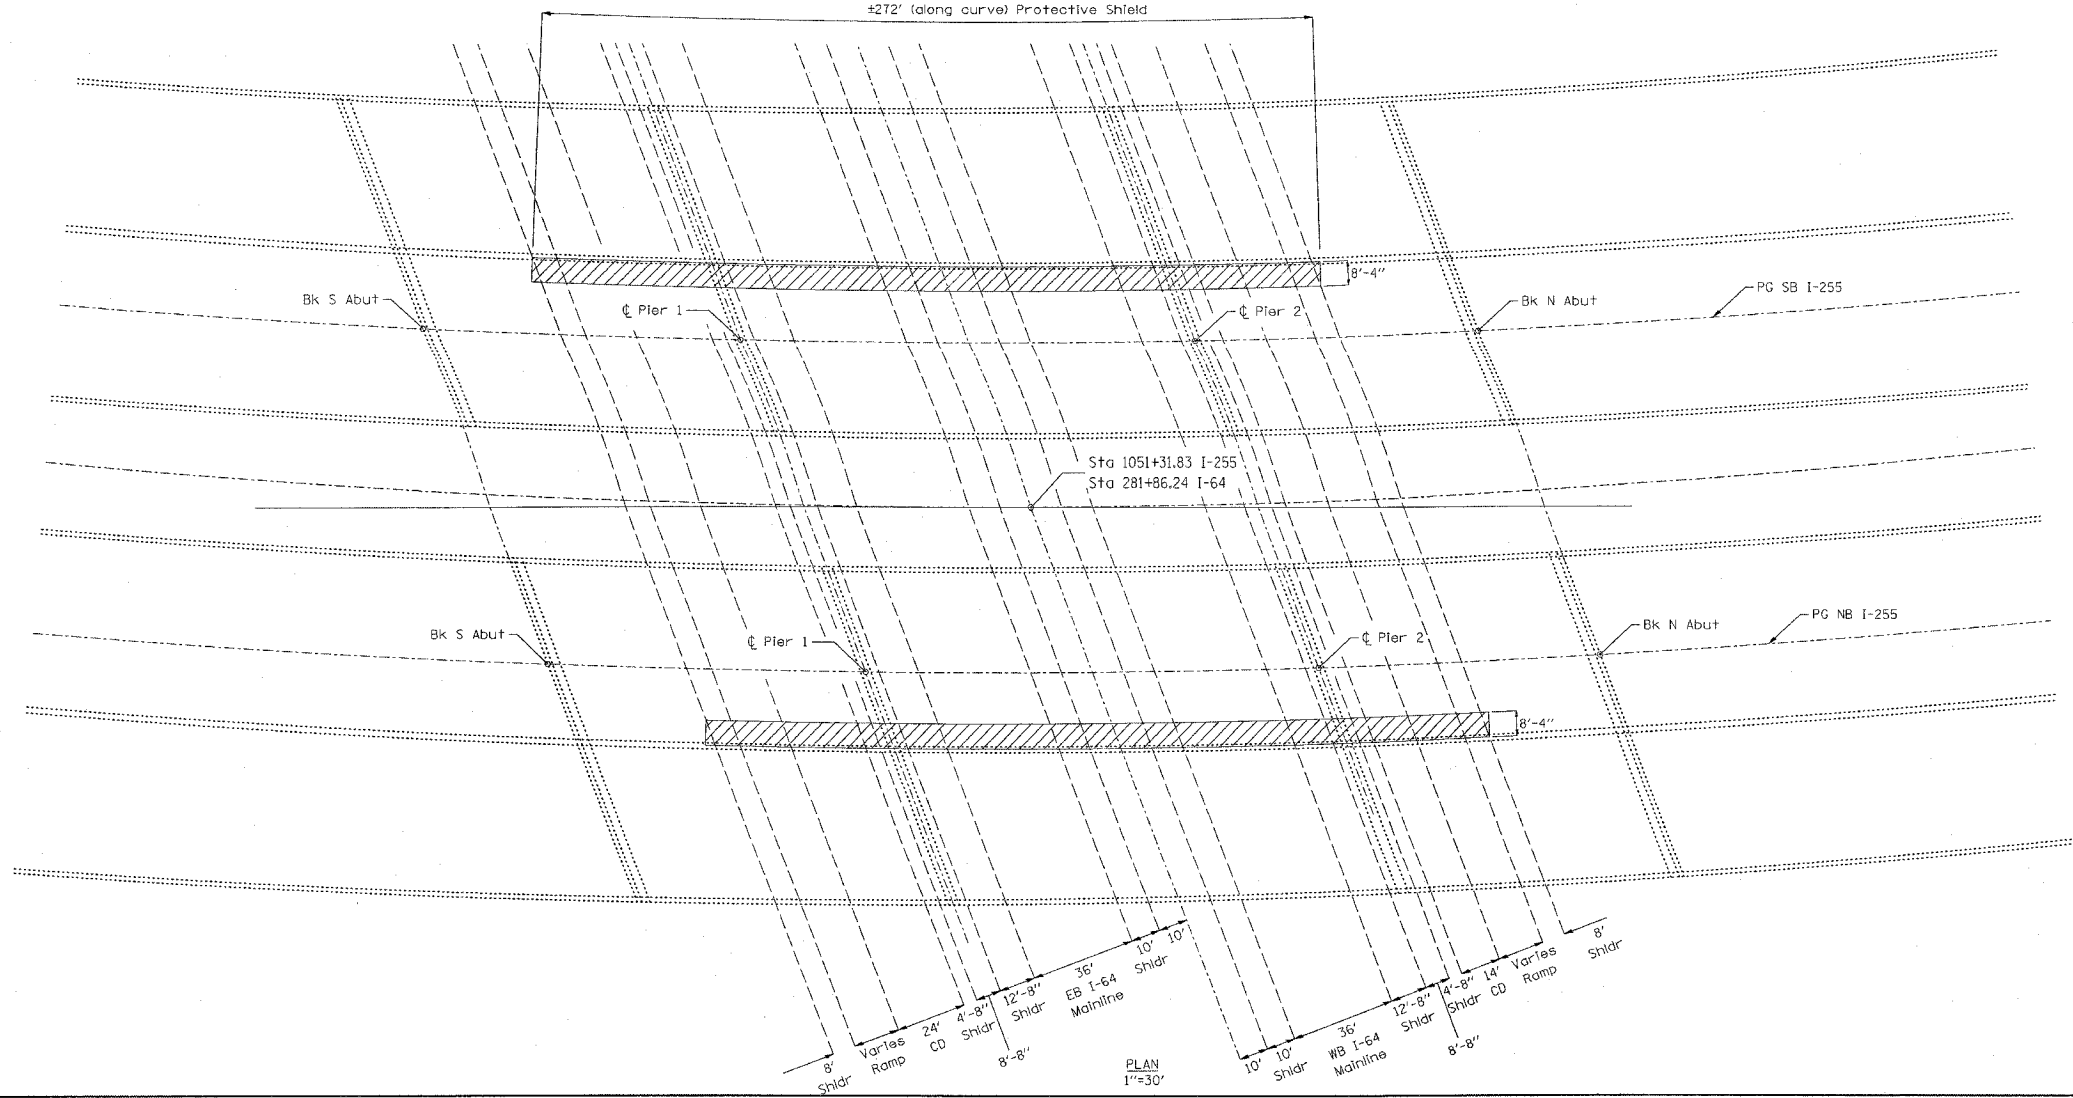 ±272' (along curve) Protective Shield
8'-4"
Bk S Abut
℄ Pier 1
℄ Pier 2
Bk N Abut
PG SB I-255
Sta 1051+31.83 I-255
Sta 281+86.24 I-64
Bk S Abut
℄ Pier 1
℄ Pier 2
Bk N Abut
PG NB I-255
8'-4"
8'
Shldr
Varies
Ramp
24'
CD
4'-8"
Shldr
8'-8"
12'-8"
Shldr
36'
EB I-64
Mainline
10'
Shldr
10'
10'
10'
Shldr
36'
WB I-64
Mainline
12'-8"
Shldr
8'-8"
4'-8"
Shldr
14'
CD
Varies
Ramp
8'
Shldr
PLAN
1"=30'